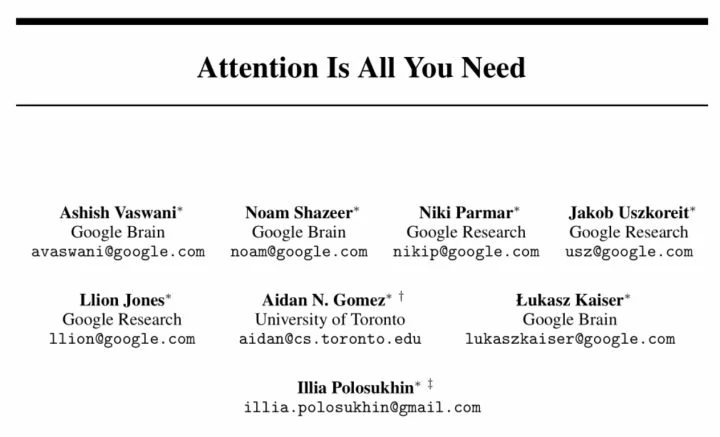 Attention Is All You Need
Ashish Vaswani* Noam Shazeer* Niki Parmar* Jakob Uszkoreit*
Google Brain Google Brain Google Research Google Research
avaswani@google.com noam@google.com nikip@google.com usz@google.com
Llion Jones* Aidan N. Gomez* † Łukasz Kaiser*
Google Research University of Toronto Google Brain
llion@google.com aidan@cs.toronto.edu lukaszkaiser@google.com
Illia Polosukhin* ‡
illia.polosukhin@gmail.com